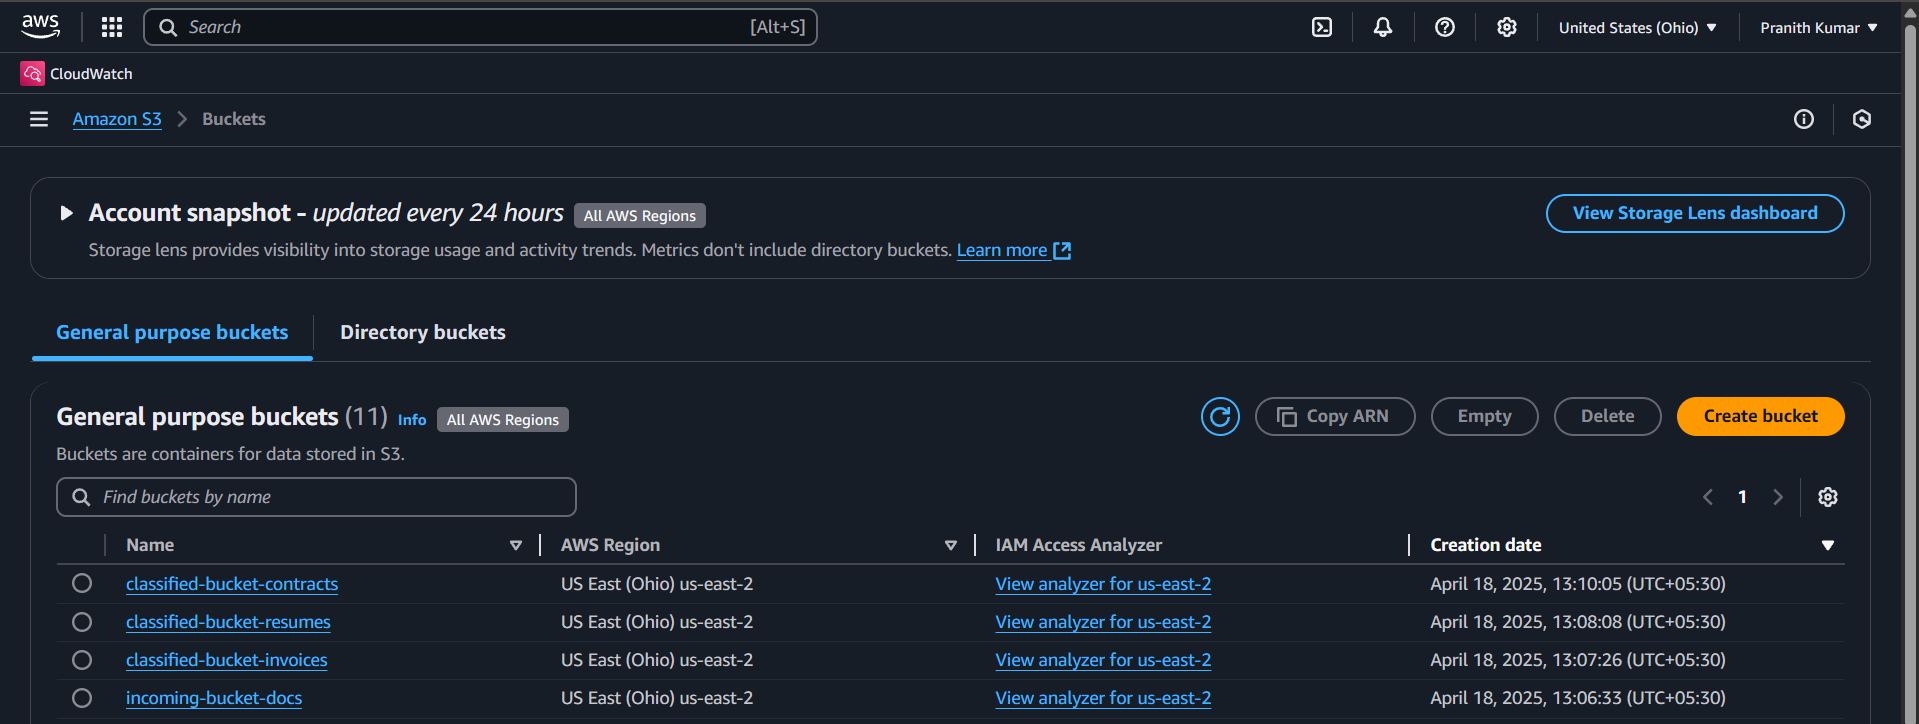 aws Search [Alt+S] United States (Ohio) Pranith Kumar
CloudWatch
Amazon S3 Buckets
Account snapshot - updated every 24 hours All AWS Regions View Storage Lens dashboard
Storage lens provides visibility into storage usage and activity trends. Metrics don't include directory buckets. Learn more
General purpose buckets Directory buckets
General purpose buckets (11) Info All AWS Regions Copy ARN Empty Delete Create bucket
Buckets are containers for data stored in S3.
Find buckets by name 1
Name AWS Region IAM Access Analyzer Creation date
classified-bucket-contracts US East (Ohio) us-east-2 View analyzer for us-east-2 April 18, 2025, 13:10:05 (UTC+05:30)
classified-bucket-resumes US East (Ohio) us-east-2 View analyzer for us-east-2 April 18, 2025, 13:08:08 (UTC+05:30)
classified-bucket-invoices US East (Ohio) us-east-2 View analyzer for us-east-2 April 18, 2025, 13:07:26 (UTC+05:30)
incoming-bucket-docs US East (Ohio) us-east-2 View analyzer for us-east-2 April 18, 2025, 13:06:33 (UTC+05:30)